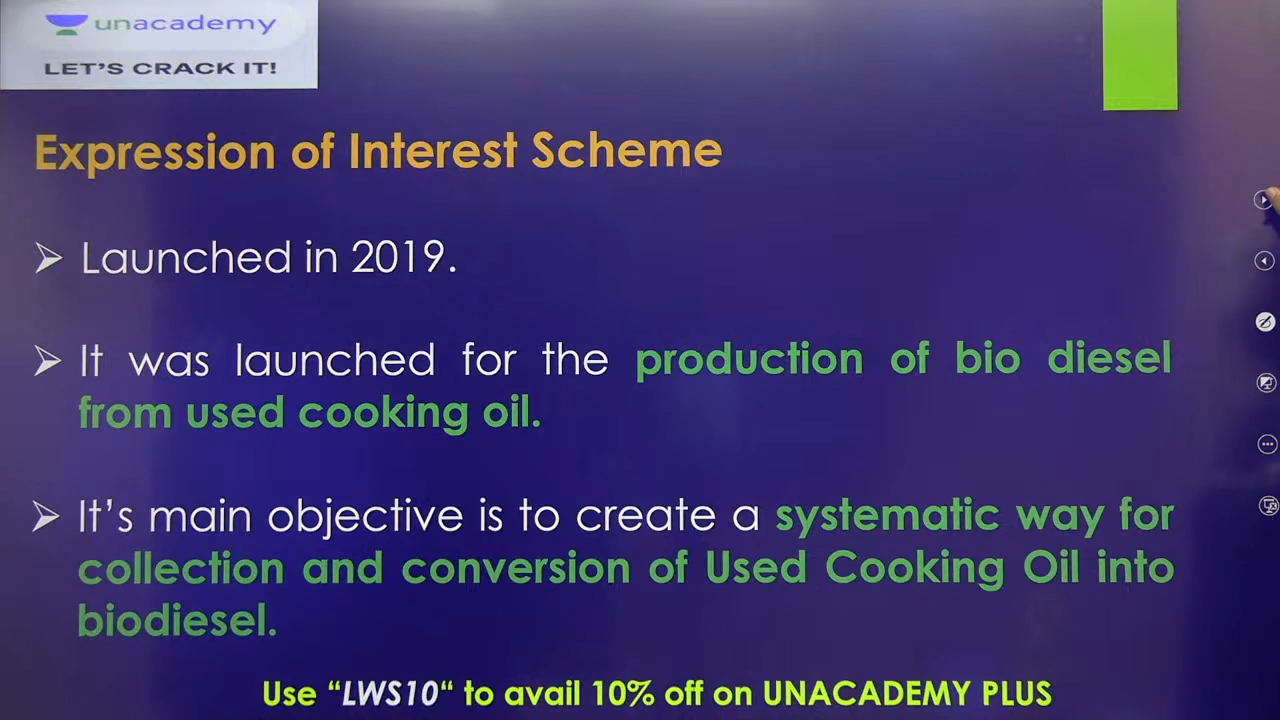 unacademy
LET'S CRACK IT!
Expression of Interest Scheme
➢ Launched in 2019.
➢ It was launched for the production of bio diesel
from used cooking oil.
➢ It's main objective is to create a systematic way for
collection and conversion of Used Cooking Oil into
biodiesel.
Use “LWS10“ to avail 10% off on UNACADEMY PLUS